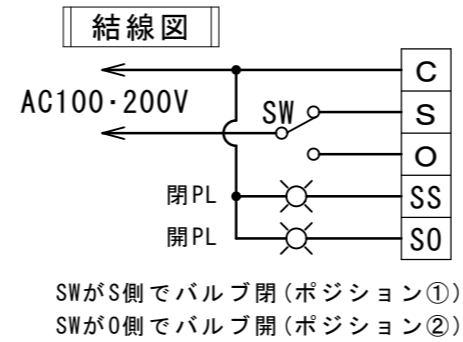 結線図
C
AC100·200V
SW
S
O
閉PL
SS
開PL
SO
SWがS側でバルブ閉(ポジション①)
SWがO側でバルブ開(ポジション②)